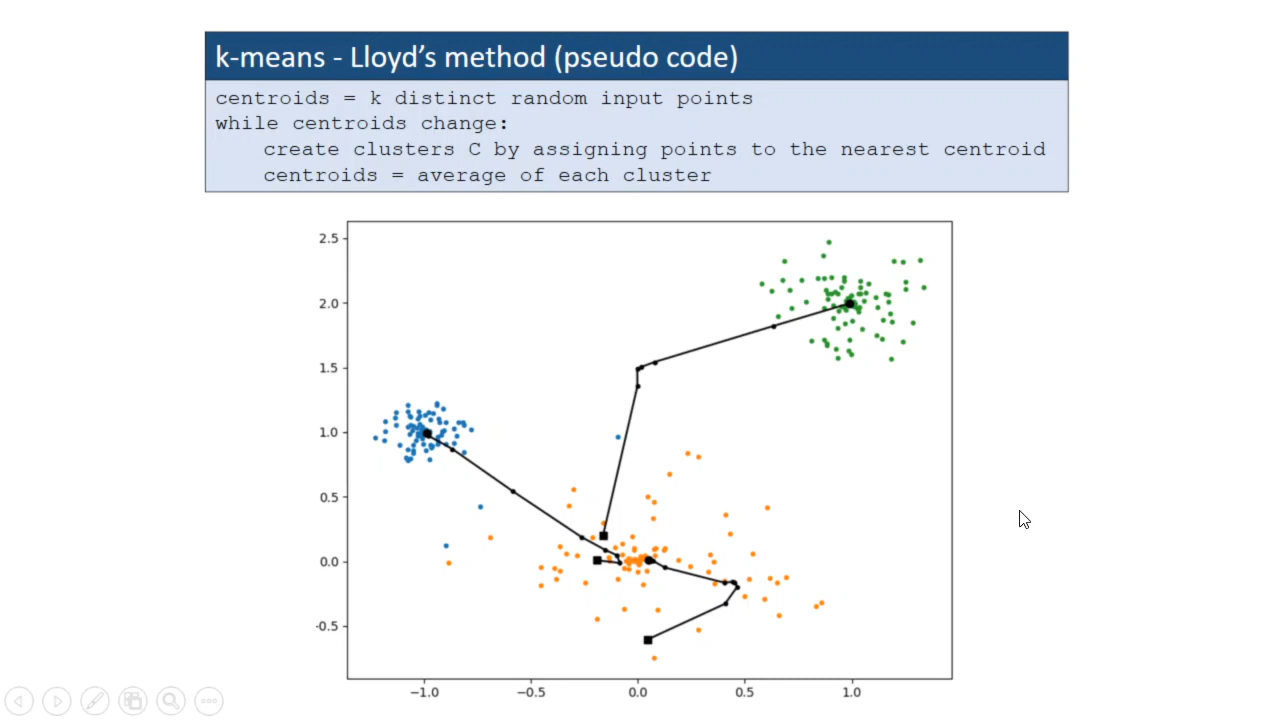 k-means - Lloyd’s method (pseudo code)
centroids = k distinct random input points
while centroids change:
create clusters C by assigning points to the nearest centroid
centroids = average of each cluster
2.5
2.0
1.5
1.0
0.5
0.0
-0.5
−1.0 −0.5 0.0 0.5 1.0